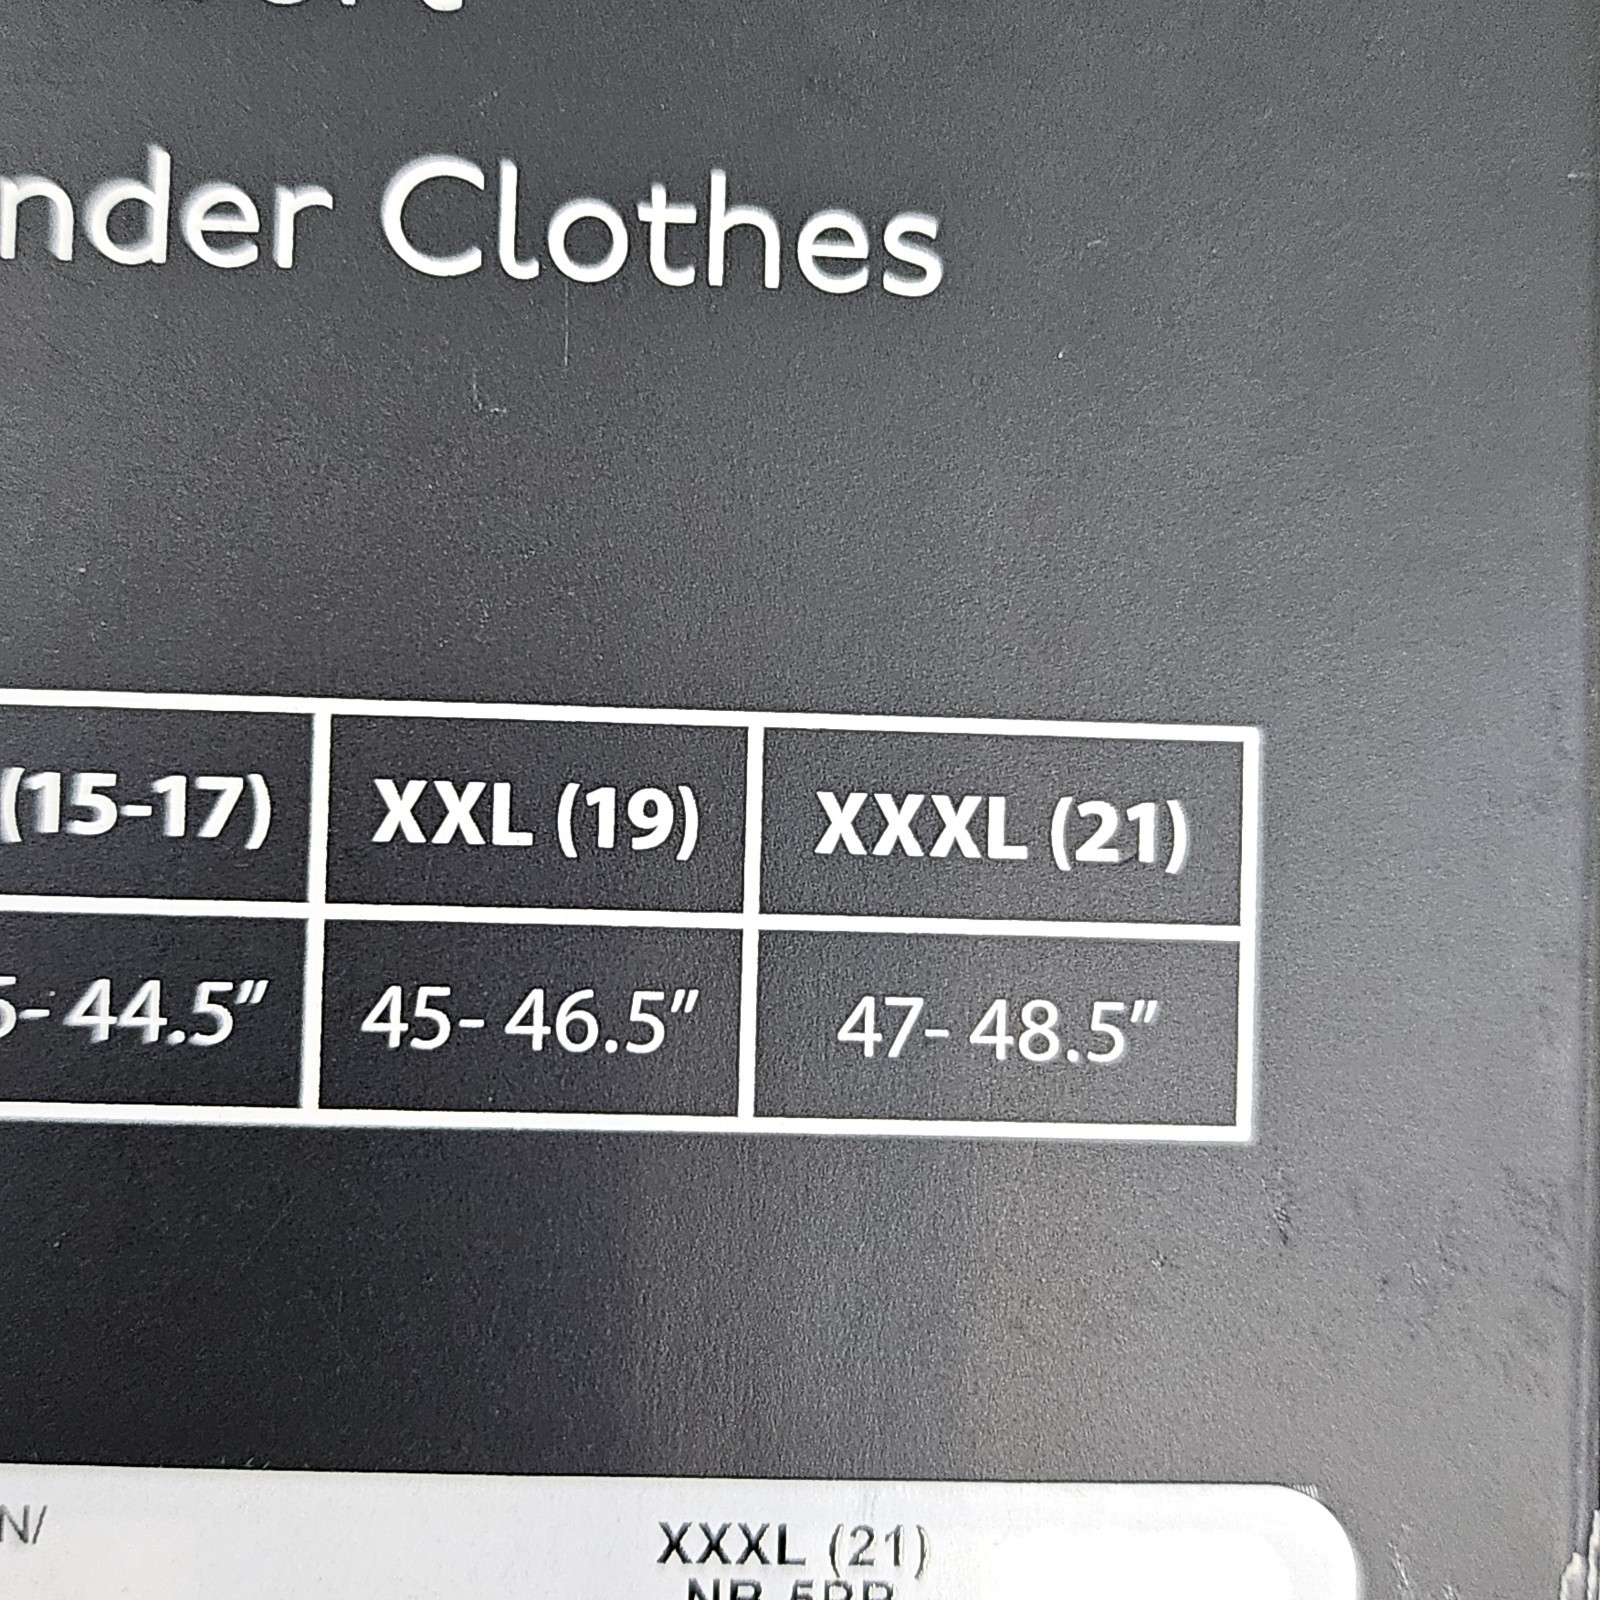 nder Clothes
(15-17) XXL (19) XXXL (21)
- 44.5" 45- 46.5" 47- 48.5"
N/ XXXL (21)